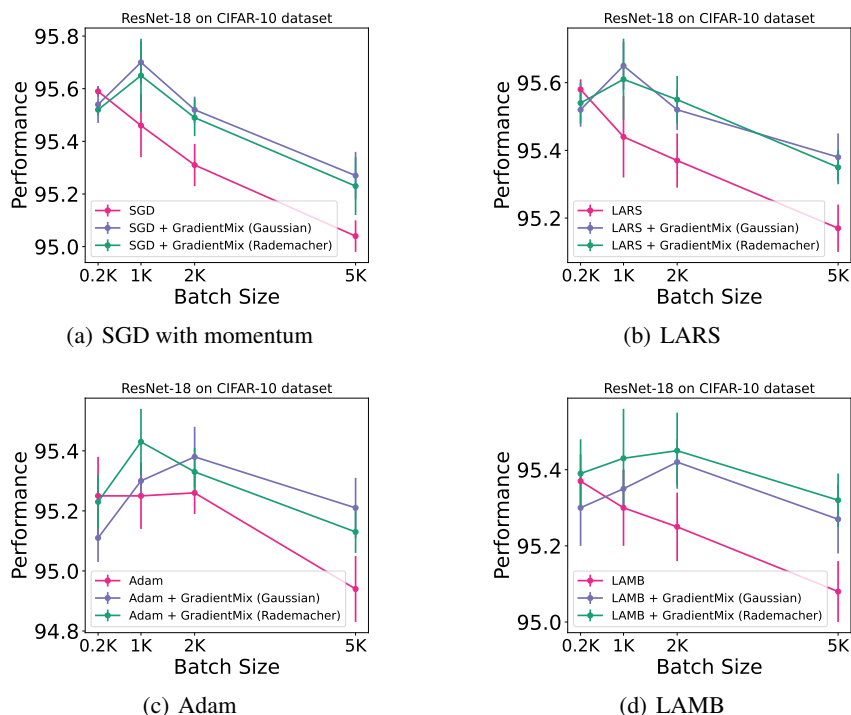 ResNet-18 on CIFAR-10 dataset
95.8
95.6
95.4
95.2
95.0
Performance
SGD
SGD + GradientMix (Gaussian)
SGD + GradientMix (Rademacher)
0.2K 1K 2K 5K
Batch Size
(a) SGD with momentum
ResNet-18 on CIFAR-10 dataset
95.6
95.4
95.2
Performance
LARS
LARS + GradientMix (Gaussian)
LARS + GradientMix (Rademacher)
0.2K 1K 2K 5K
Batch Size
(b) LARS
ResNet-18 on CIFAR-10 dataset
95.4
95.2
95.0
94.8
Performance
Adam
Adam + GradientMix (Gaussian)
Adam + GradientMix (Rademacher)
0.2K 1K 2K 5K
Batch Size
(c) Adam
ResNet-18 on CIFAR-10 dataset
95.4
95.2
95.0
Performance
LAMB
LAMB + GradientMix (Gaussian)
LAMB + GradientMix (Rademacher)
0.2K 1K 2K 5K
Batch Size
(d) LAMB